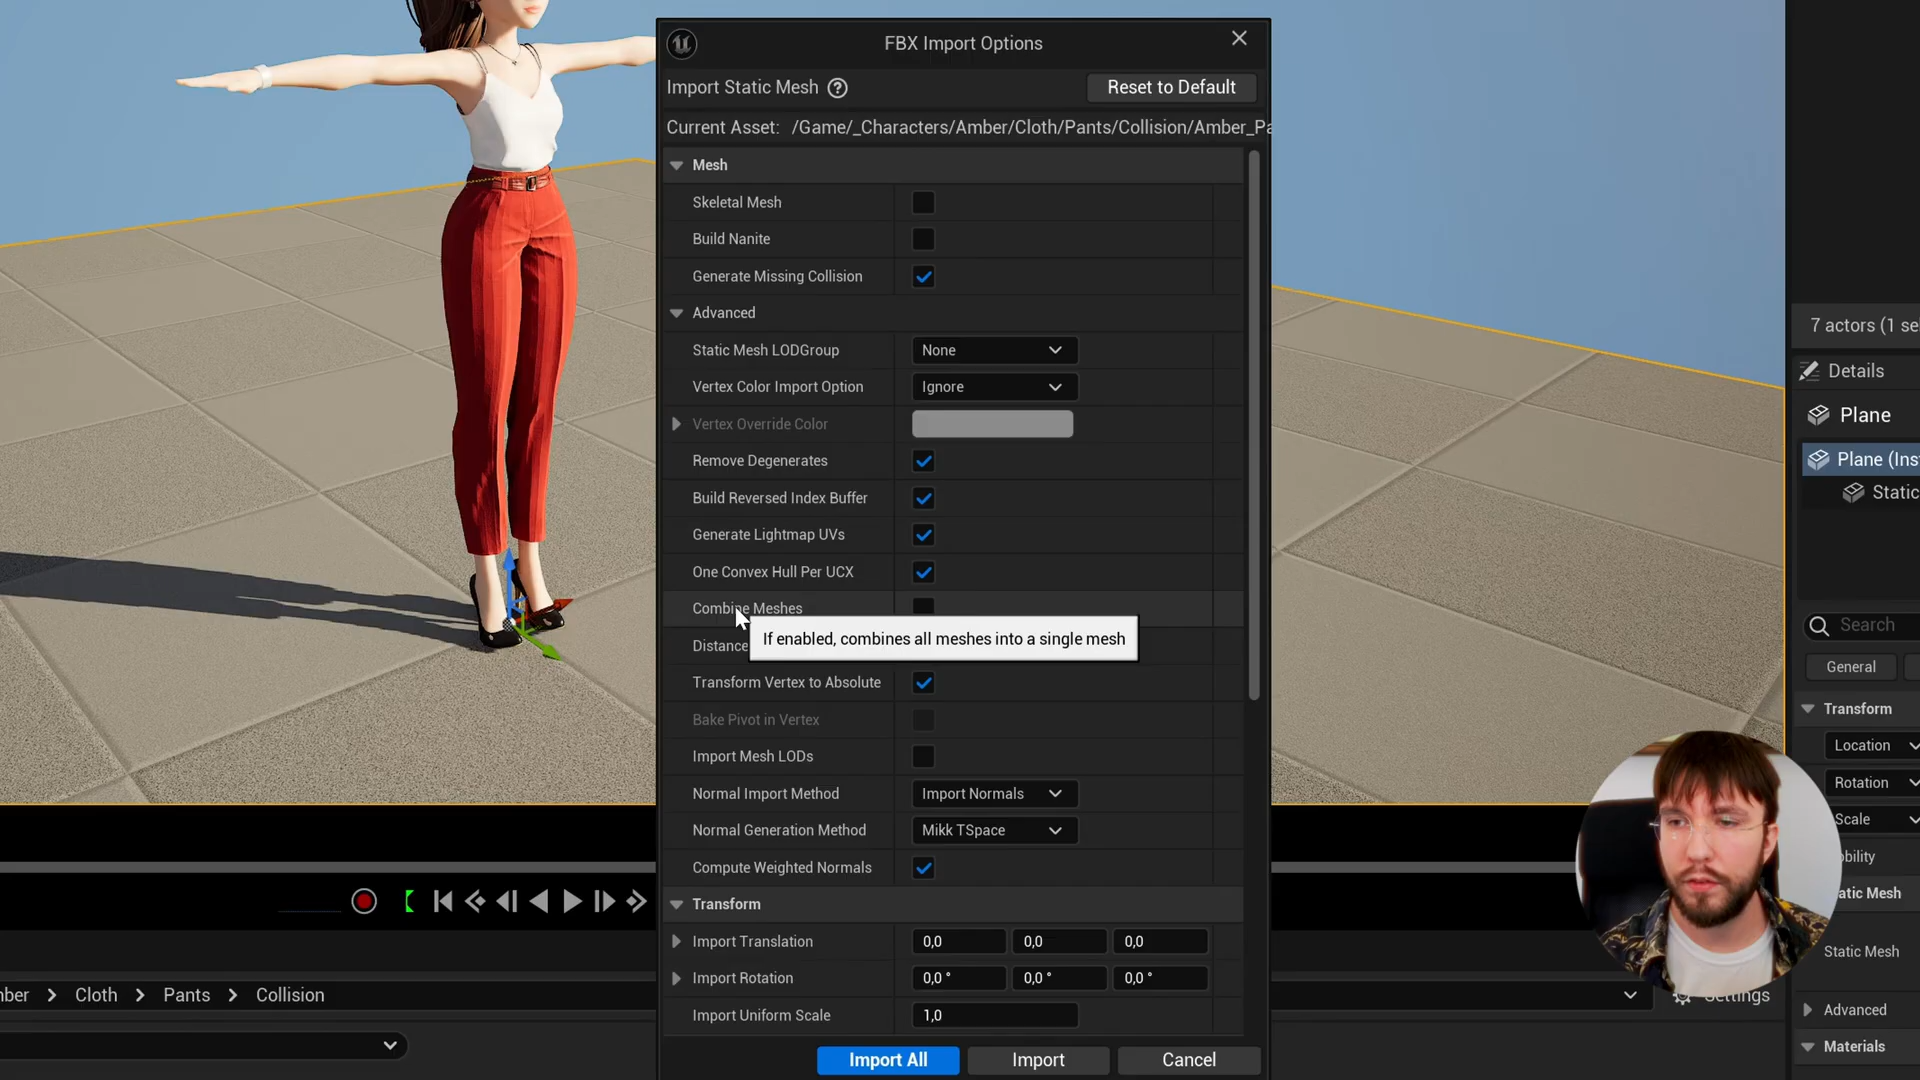 FBX Import Options
Import Static Mesh ?
Reset to Default
Current Asset: /Game/_Characters/Amber/Cloth/Pants/Collision/Amber_Pa
Mesh
Skeletal Mesh
Build Nanite
Generate Missing Collision
Advanced
Static Mesh LODGroup None
Vertex Color Import Option Ignore
Vertex Override Color
Remove Degenerates
Build Reversed Index Buffer
Generate Lightmap UVs
One Convex Hull Per UCX
Combine Meshes
If enabled, combines all meshes into a single mesh
Distance
Transform Vertex to Absolute
Bake Pivot in Vertex
Import Mesh LODs
Normal Import Method Import Normals
Normal Generation Method Mikk TSpace
Compute Weighted Normals
Transform
Import Translation 0,0 0,0 0,0
Import Rotation 0,0 ° 0,0 ° 0,0 °
Import Uniform Scale 1,0
Import All Import Cancel
mber > Cloth > Pants > Collision
Settings
7 actors (1 sel
Details
Plane
Plane (Ins
Static
Search
General
Transform
Location
Rotation
Scale
bility
atic Mesh
Static Mesh
Advanced
Materials